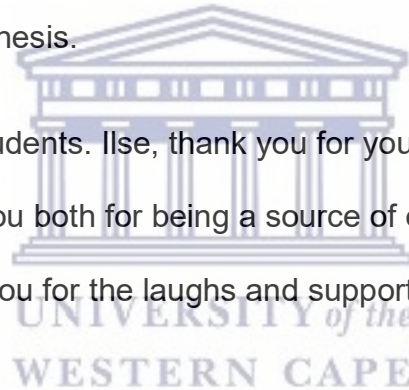 nesis.
udents. Ilse, thank you for you
ou both for being a source of
ou for the laughs and support
UNIVERSITY of the
WESTERN CAPE